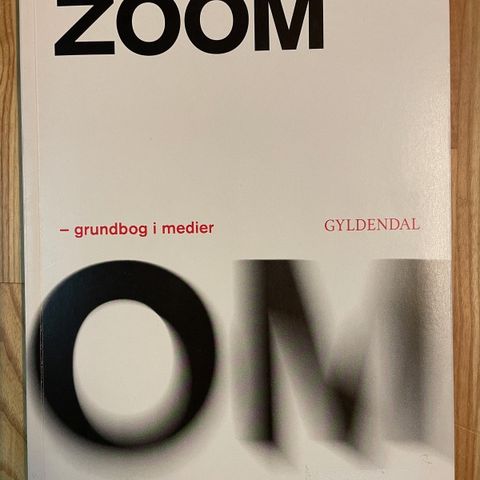 ZOOM
– grundbog i medier
GYLDENDAL
OM